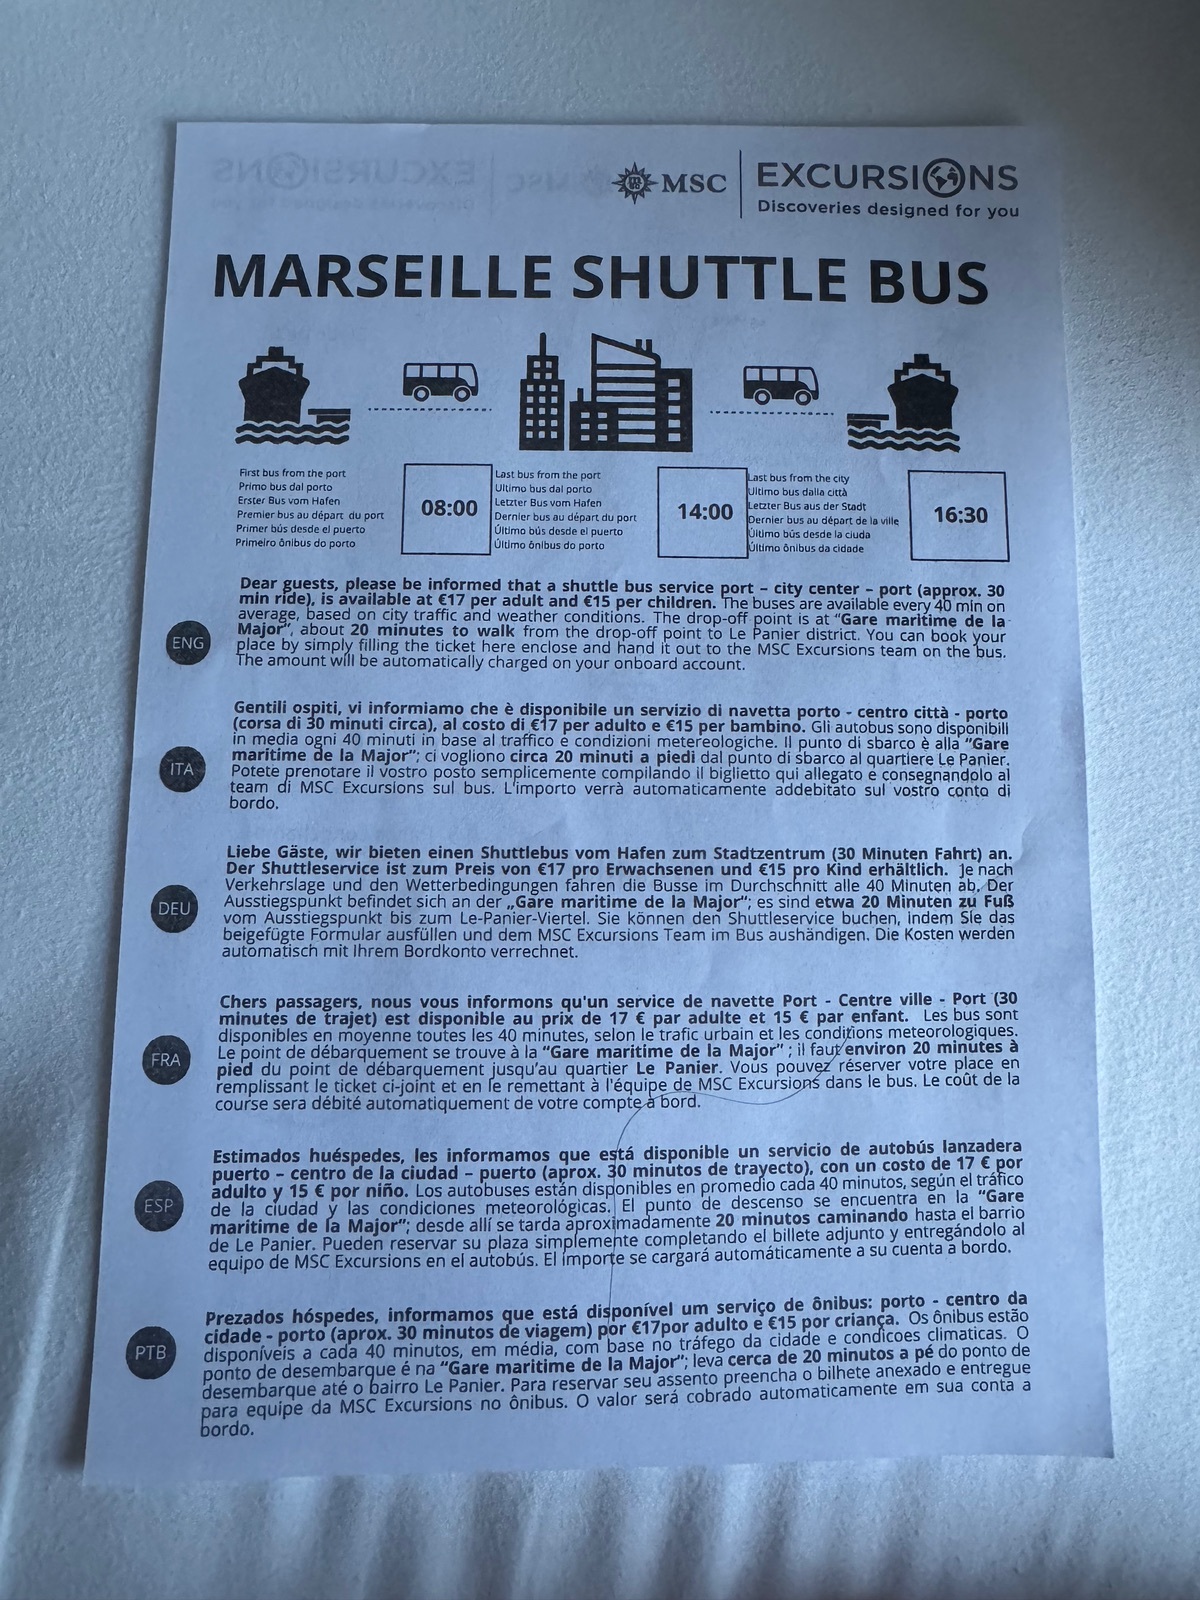 MSC
EXCURSIONS
Discoveries designed for you
MARSEILLE SHUTTLE BUS
First bus from the port
Primo bus dal porto
Erster Bus vom Hafen
Premier bus au départ du port
Primer bús desde el puerto
Primeiro ônibus do porto
08:00
Last bus from the port
Ultimo bus dal porto
Letzter Bus vom Hafen
Dernier bus au départ du port
Último bús desde el puerto
Último ônibus do porto
14:00
Last bus from the city
Ultimo bus dalla città
Letzter Bus aus der Stadt
Dernier bus au départ de la ville
Último bús desde la ciuda
Último ônibus da cidade
16:30
ENG
Dear guests, please be informed that a shuttle bus service port – city center – port (approx. 30
min ride), is available at €17 per adult and €15 per children. The buses are available every 40 min on
average, based on city traffic and weather conditions. The drop-off point is at “Gare maritime de la
Major”, about 20 minutes to walk from the drop-off point to Le Panier district. You can book your
place by simply filling the ticket here enclose and hand it out to the MSC Excursions team on the bus.
The amount will be automatically charged on your onboard account.
ITA
Gentili ospiti, vi informiamo che è disponibile un servizio di navetta porto - centro città - porto
(corsa di 30 minuti circa), al costo di €17 per adulto e €15 per bambino. Gli autobus sono disponibili
in media ogni 40 minuti in base al traffico e condizioni metereologiche. Il punto di sbarco è alla “Gare
maritime de la Major”; ci vogliono circa 20 minuti a piedi dal punto di sbarco al quartiere Le Panier.
Potete prenotare il vostro posto semplicemente compilando il biglietto qui allegato e consegnandolo al
team di MSC Excursions sul bus. L'importo verrà automaticamente addebitato sul vostro conto di
bordo.
DEU
Liebe Gäste, wir bieten einen Shuttlebus vom Hafen zum Stadtzentrum (30 Minuten Fahrt) an.
Der Shuttleservice ist zum Preis von €17 pro Erwachsenen und €15 pro Kind erhältlich. Je nach
Verkehrslage und den Wetterbedingungen fahren die Busse im Durchschnitt alle 40 Minuten ab. Der
Ausstiegspunkt befindet sich an der „Gare maritime de la Major”; es sind etwa 20 Minuten zu Fuß
vom Ausstiegspunkt bis zum Le-Panier-Viertel. Sie können den Shuttleservice buchen, indem Sie das
beigefügte Formular ausfüllen und dem MSC Excursions Team im Bus aushändigen. Die Kosten werden
automatisch mit Ihrem Bordkonto verrechnet.
FRA
Chers passagers, nous vous informons qu'un service de navette Port - Centre ville - Port (30
minutes de trajet) est disponible au prix de 17 € par adulte et 15 € par enfant. Les bus sont
disponibles en moyenne toutes les 40 minutes, selon le trafic urbain et les conditions meteorologiques.
Le point de débarquement se trouve à la “Gare maritime de la Major” ; il faut environ 20 minutes à
pied du point de débarquement jusqu’au quartier Le Panier. Vous pouvez réserver votre place en
remplissant le ticket ci-joint et en le remettant à l'équipe de MSC Excursions dans le bus. Le coût de la
course sera débité automatiquement de votre compte à bord.
ESP
Estimados huéspedes, les informamos que está disponible un servicio de autobús lanzadera
puerto – centro de la ciudad – puerto (aprox. 30 minutos de trayecto), con un costo de 17 € por
adulto y 15 € por niño. Los autobuses están disponibles en promedio cada 40 minutos, según el tráfico
de la ciudad y las condiciones meteorológicas. El punto de descenso se encuentra en la “Gare
maritime de la Major”; desde allí se tarda aproximadamente 20 minutos caminando hasta el barrio
de Le Panier. Pueden reservar su plaza simplemente completando el billete adjunto y entregándolo al
equipo de MSC Excursions en el autobús. El importe se cargará automáticamente a su cuenta a bordo.
PTB
Prezados hóspedes, informamos que está disponível um serviço de ônibus: porto - centro da
cidade - porto (aprox. 30 minutos de viagem) por €17por adulto e €15 por criança. Os ônibus estão
disponíveis a cada 40 minutos, em média, com base no tráfego da cidade e condicoes climaticas. O
ponto de desembarque é na “Gare maritime de la Major”; leva cerca de 20 minutos a pé do ponto de
desembarque até o bairro Le Panier. Para reservar seu assento preencha o bilhete anexado e entregue
para equipe da MSC Excursions no ônibus. O valor será cobrado automaticamente em sua conta a
bordo.